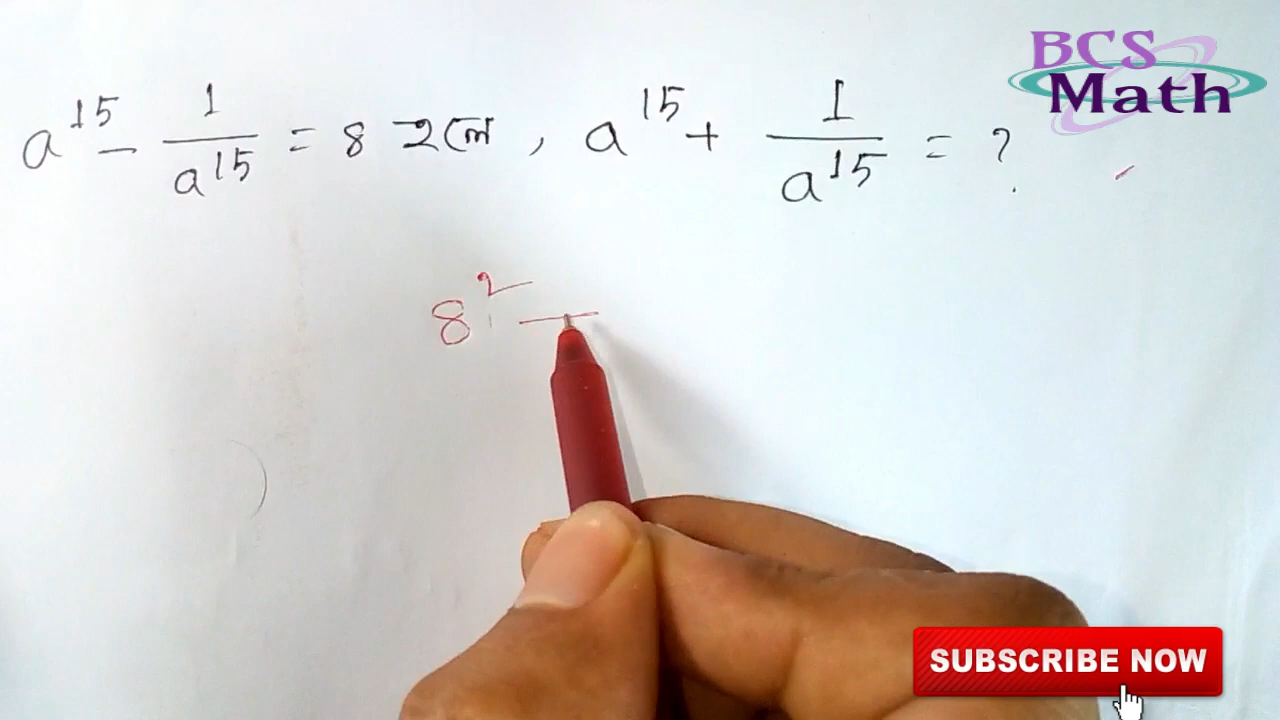 BCS
Math
a¹⁵ - 1/a¹⁵ = 8 হলে, a¹⁵ + 1/a¹⁵ = ?
8²
SUBSCRIBE NOW